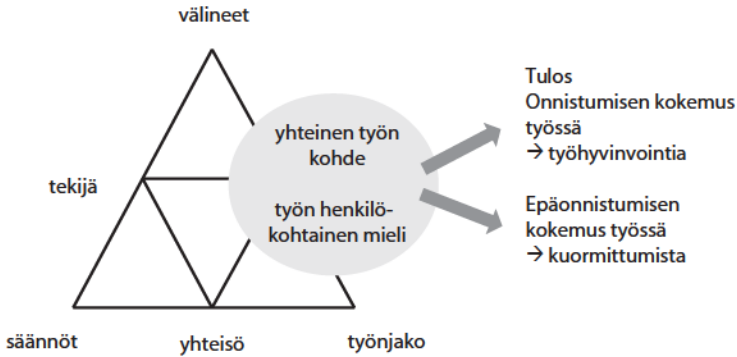 välineet
tekijä
yhteinen työn
kohde
työn henkilö-
kohtainen mieli
säännöt
yhteisö
työnjako
Tulos
Onnistumisen kokemus
työssä
→ työhyvinvointia
Epäonnistumisen
kokemus työssä
→ kuormittumista